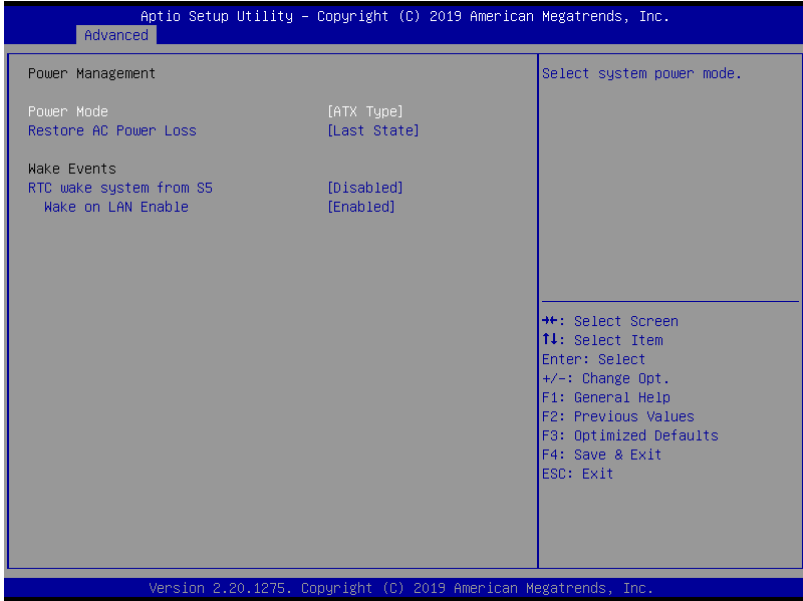 Aptio Setup Utility – Copyright (C) 2019 American Megatrends, Inc.
Advanced
Power Management
Power Mode [ATX Type]
Restore AC Power Loss [Last State]
Wake Events
RTC wake system from S5 [Disabled]
Wake on LAN Enable [Enabled]
Select system power mode.
→←: Select Screen
↑↓: Select Item
Enter: Select
+/-: Change Opt.
F1: General Help
F2: Previous Values
F3: Optimized Defaults
F4: Save & Exit
ESC: Exit
Version 2.20.1275. Copyright (C) 2019 American Megatrends, Inc.